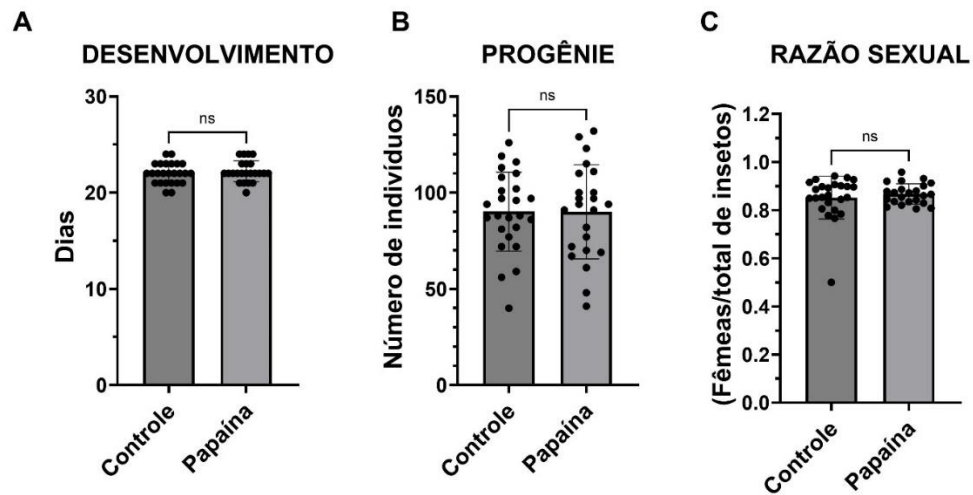 A
DESENVOLVIMENTO
30
20
10
0
Dias
ns
Controle
Papaína
B
PROGÊNIE
150
100
50
0
Número de indivíduos
ns
Controle
Papaína
C
RAZÃO SEXUAL
1.2
1.0
0.8
0.6
0.4
0.2
0.0
(Fêmeas/total de insetos)
ns
Controle
Papaína